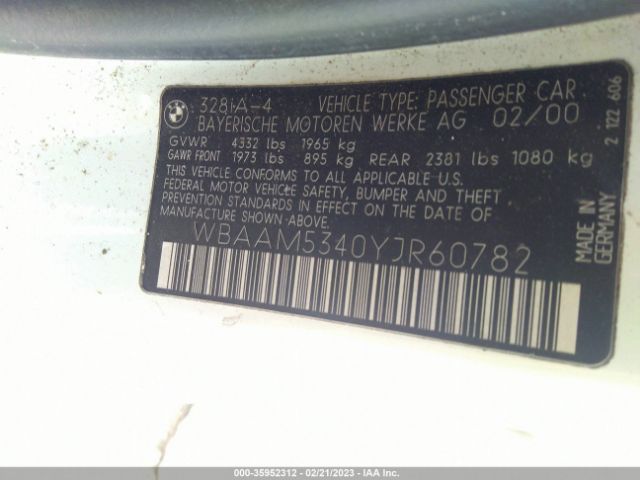 BMW
328iA-4 VEHICLE TYPE: PASSENGER CAR
BAYERISCHE MOTOREN WERKE AG 02/00
GVWR 4332 lbs 1965 kg
GAWR FRONT 1973 lbs 895 kg REAR 2381 lbs 1080 kg
THIS VEHICLE CONFORMS TO ALL APPLICABLE U.S.
FEDERAL MOTOR VEHICLE SAFETY, BUMPER AND THEFT
PREVENTION STANDARDS IN EFFECT ON THE
DATE OF MANUFACTURE SHOWN ABOVE.
WBAAM5340YJR60782
MADE IN
GERMANY
2 122 606
000-35952312 - 02/21/2023 - IAA Inc.